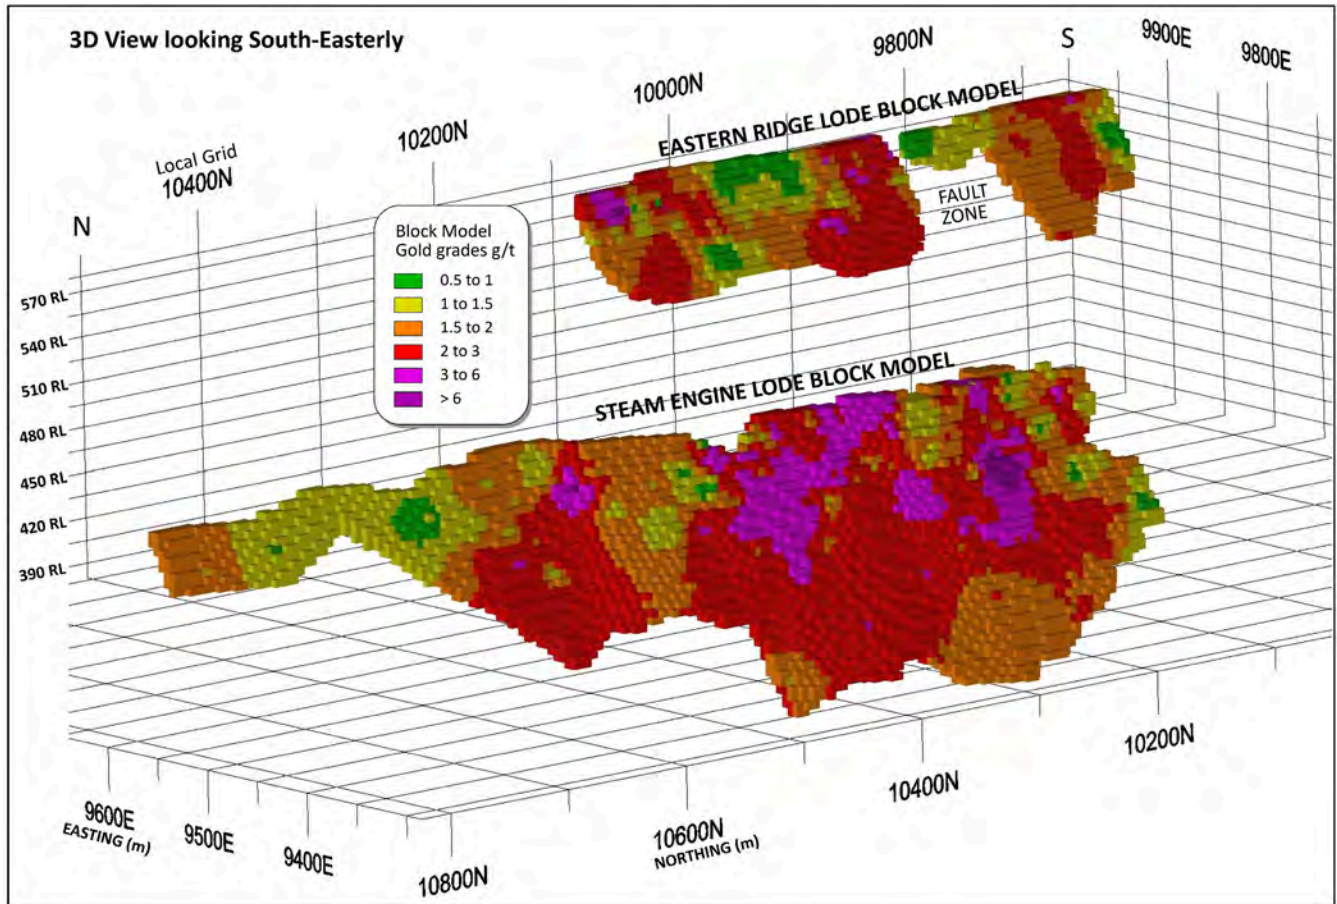 3D View looking South-Easterly
9800N
S
9900E
9800E
10000N
EASTERN RIDGE LODE BLOCK MODEL
10200N
Local Grid
10400N
N
FAULT
ZONE
Block Model
Gold grades g/t
0.5 to 1
1 to 1.5
1.5 to 2
2 to 3
3 to 6
> 6
570 RL
540 RL
510 RL
480 RL
450 RL
420 RL
390 RL
STEAM ENGINE LODE BLOCK MODEL
9600E
9500E
9400E
EASTING (m)
10800N
10600N
10400N
10200N
NORTHING (m)